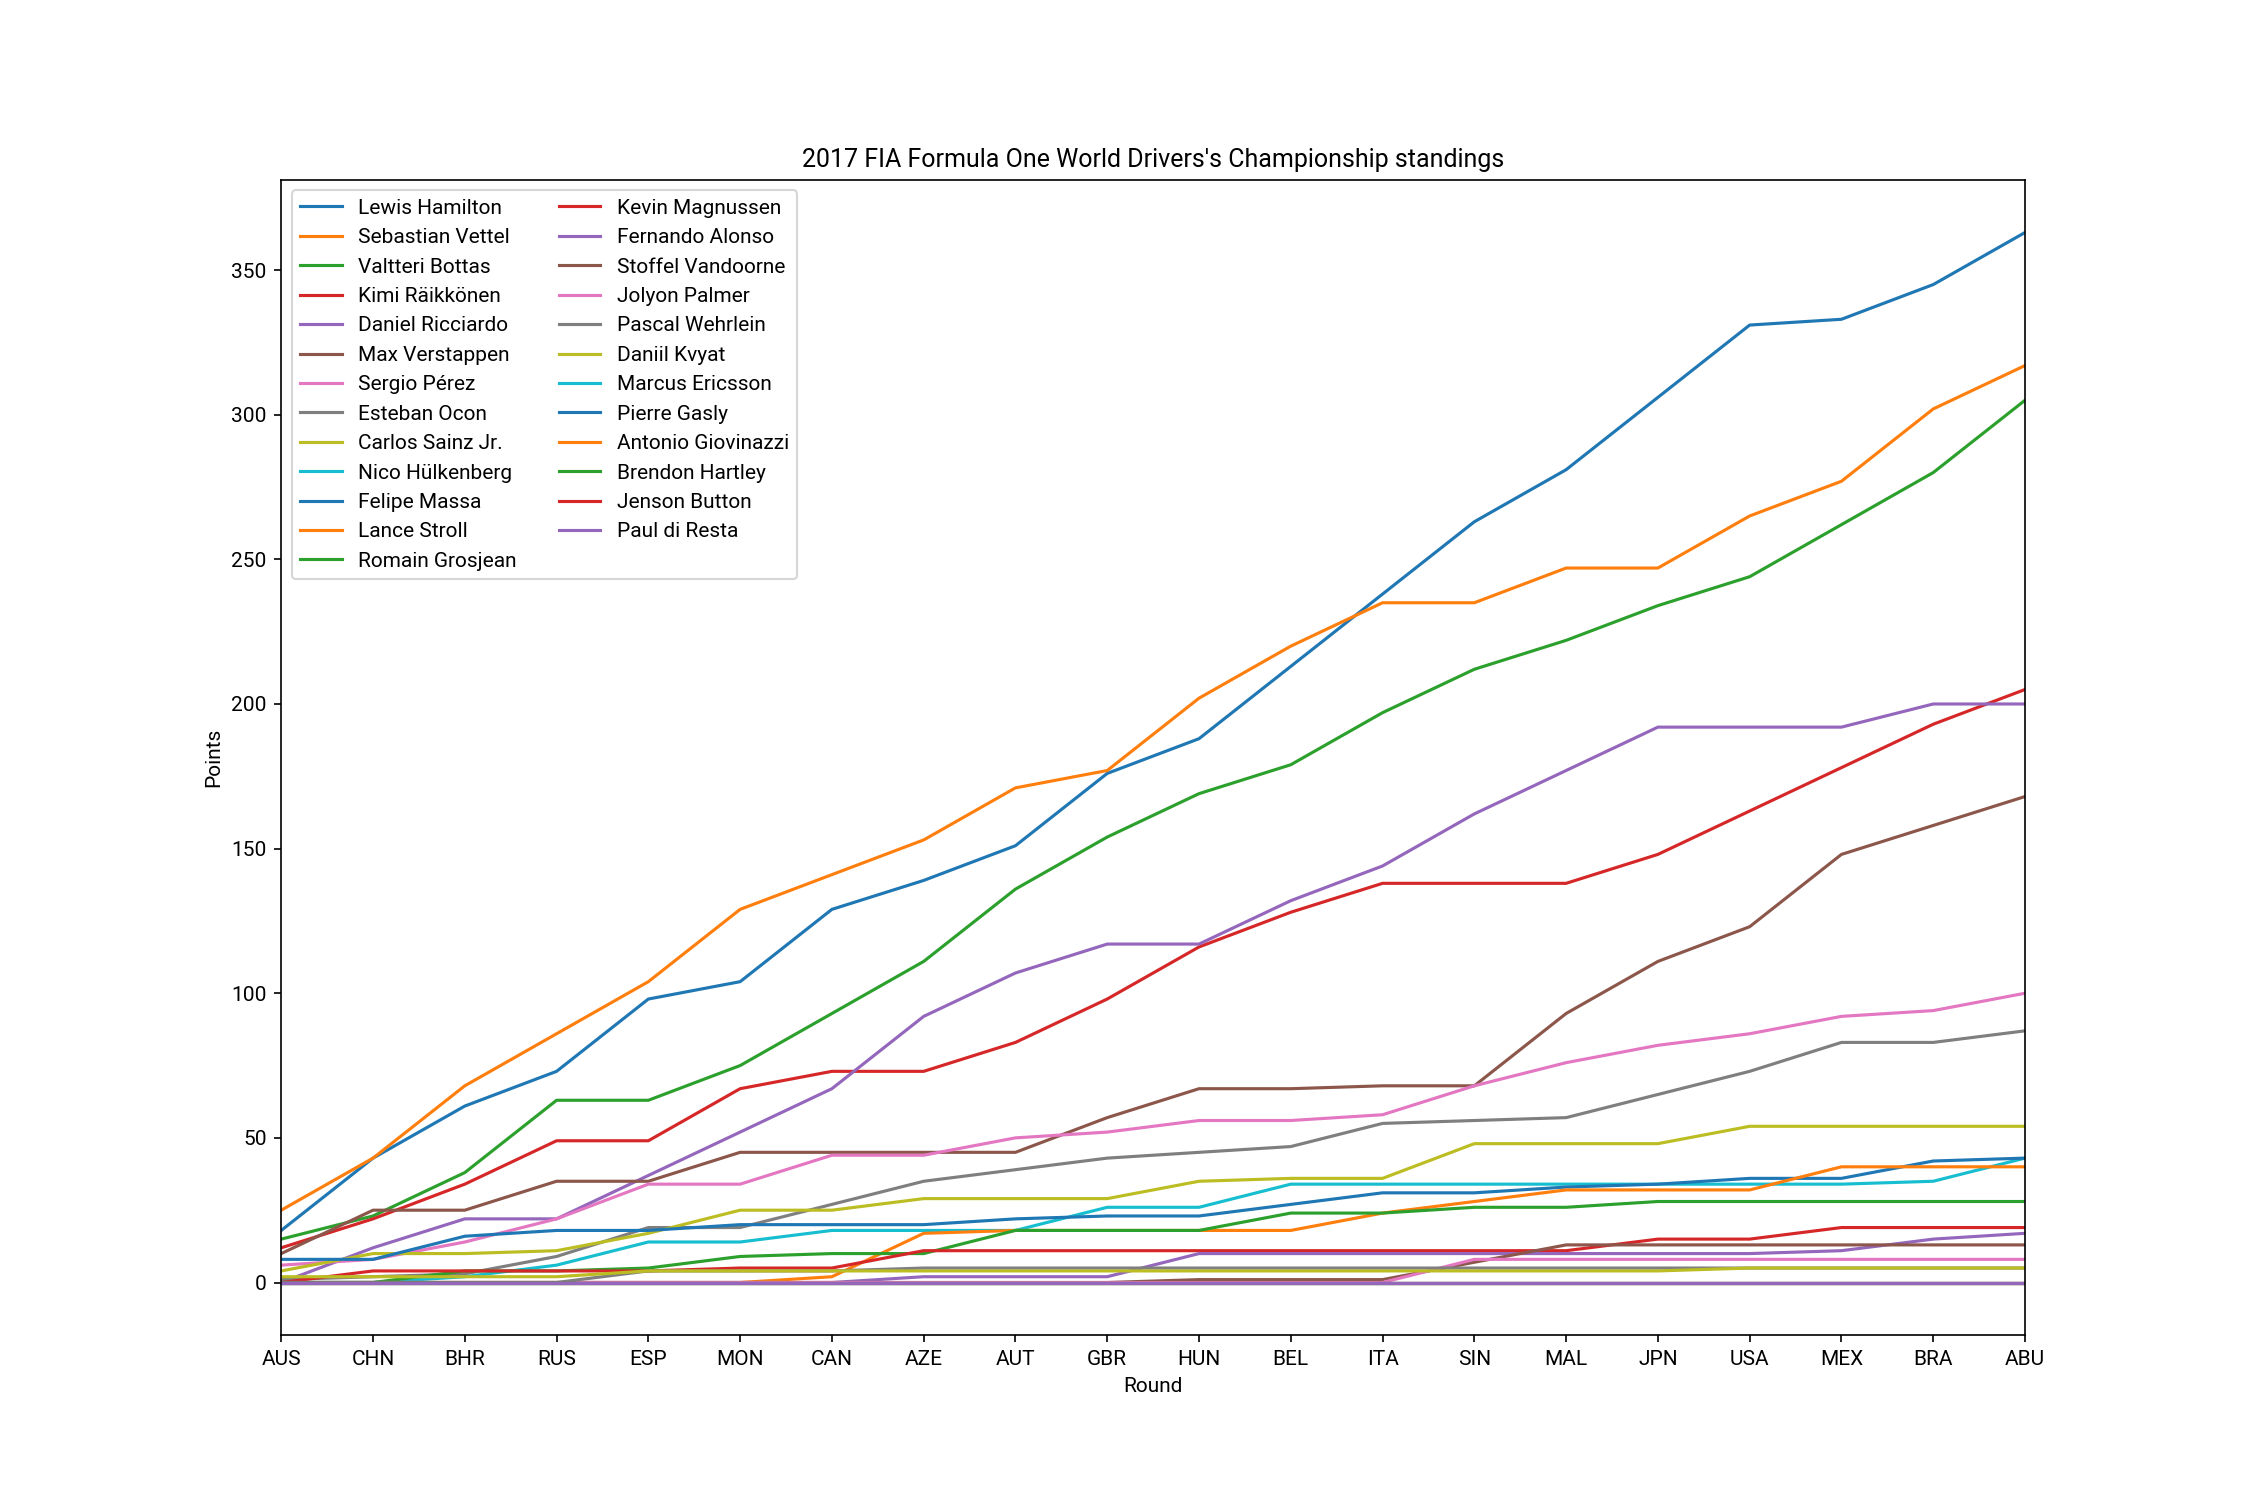 2017 FIA Formula One World Drivers's Championship standings
Lewis Hamilton
Sebastian Vettel
Valtteri Bottas
Kimi Räikkönen
Daniel Ricciardo
Max Verstappen
Sergio Pérez
Esteban Ocon
Carlos Sainz Jr.
Nico Hülkenberg
Felipe Massa
Lance Stroll
Romain Grosjean
Kevin Magnussen
Fernando Alonso
Stoffel Vandoorne
Jolyon Palmer
Pascal Wehrlein
Daniil Kvyat
Marcus Ericsson
Pierre Gasly
Antonio Giovinazzi
Brendon Hartley
Jenson Button
Paul di Resta
Points
350
300
250
200
150
100
50
0
AUS CHN BHR RUS ESP MON CAN AZE AUT GBR HUN BEL ITA SIN MAL JPN USA MEX BRA ABU
Round